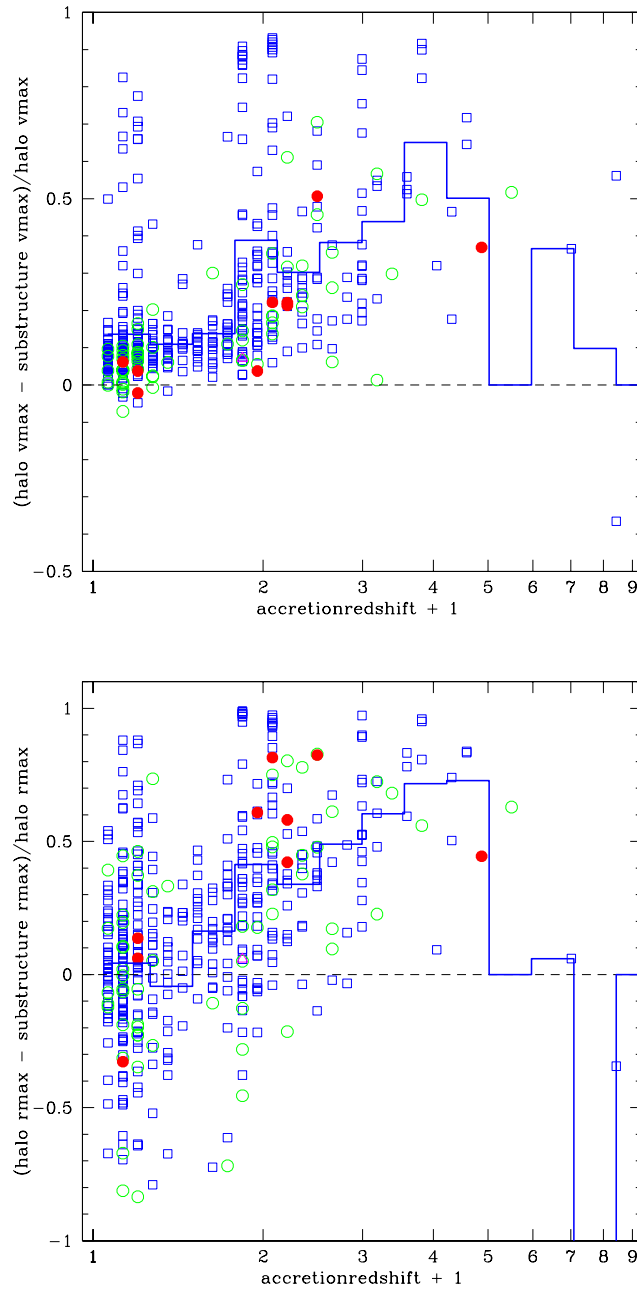 1
0.5
0
−0.5
(halo vmax − substructure vmax)/halo vmax
1 2 3 4 5 6 7 8 9
accretionredshift + 1
1
0.5
0
−0.5
−1
(halo rmax − substructure rmax)/halo rmax
1 2 3 4 5 6 7 8 9
accretionredshift + 1